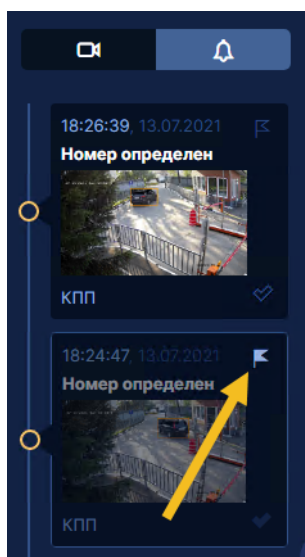 18:26:39, 13.07.2021
Номер определен
КПП
18:24:47, 13.07.2021
Номер определен
КПП